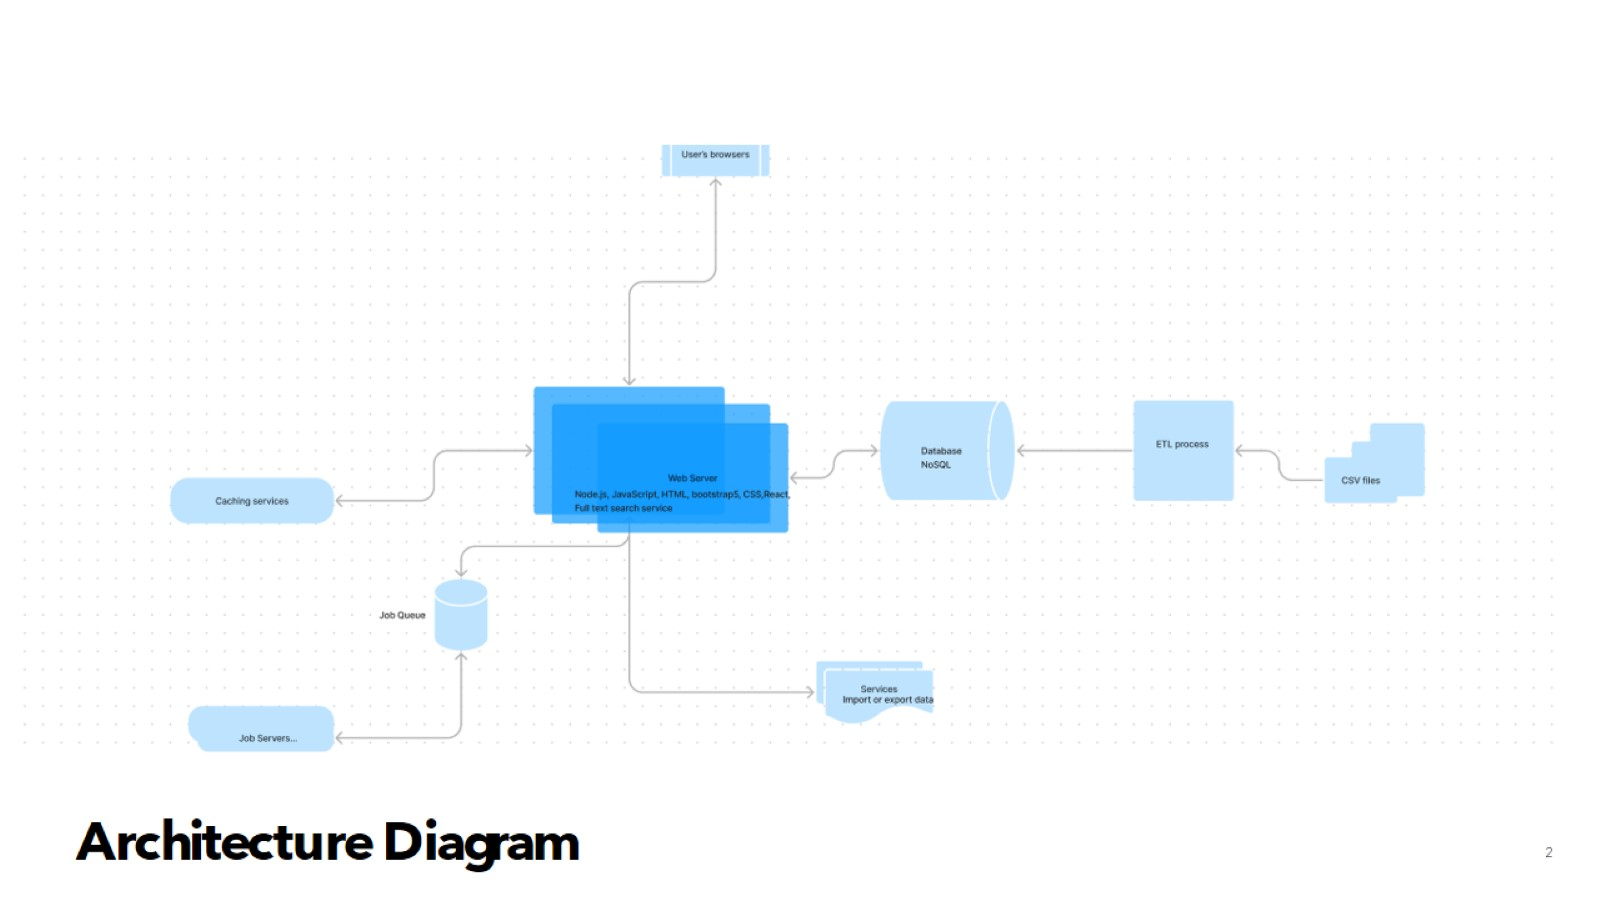 User's browsers
Web Server
Node.js, JavaScript, HTML, bootstrap5, CSS,React,
Full text search service
Database
NoSQL
ETL process
CSV files
Caching services
Job Queue
Job Servers...
Services
Import or export data
Architecture Diagram
2